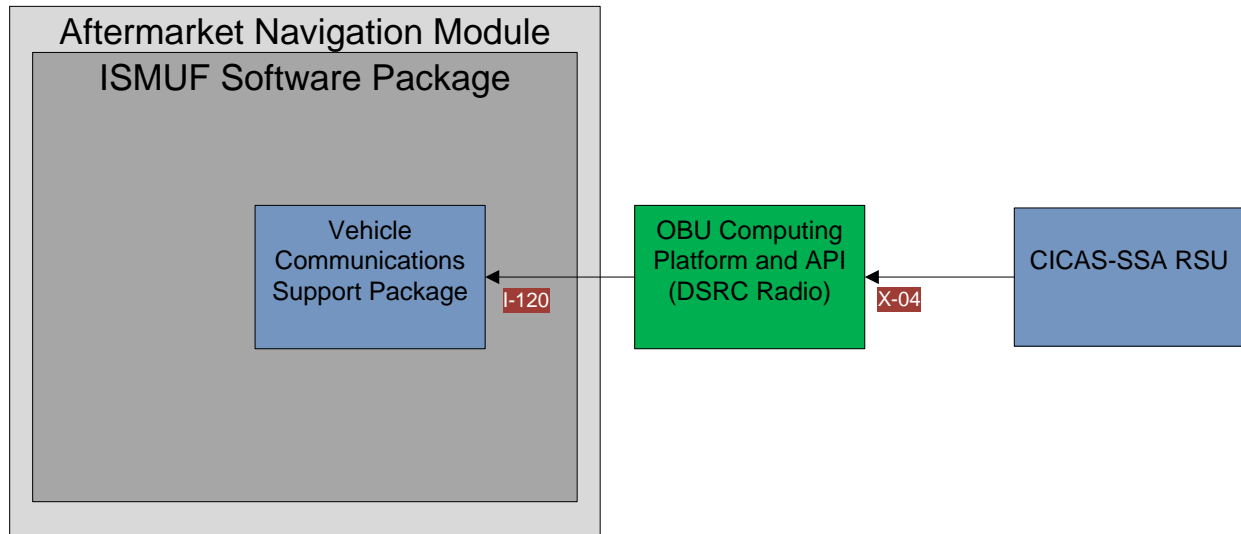 Aftermarket Navigation Module
ISMUF Software Package
Vehicle
Communications
Support Package
I-120
OBU Computing
Platform and API
(DSRC Radio)
X-04
CICAS-SSA RSU